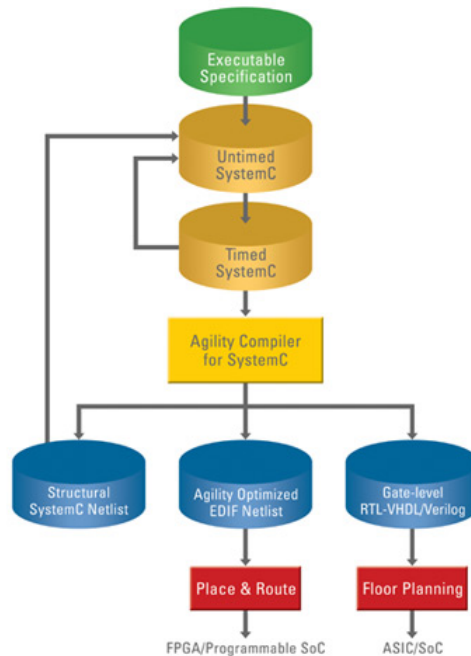 Executable
Specification
Untimed
SystemC
Timed
SystemC
Agility Compiler
for SystemC
Structural
SystemC Netlist
Agility Optimized
EDIF Netlist
Gate-level
RTL-VHDL/Verilog
Place & Route
Floor Planning
FPGA/Programmable SoC
ASIC/SoC